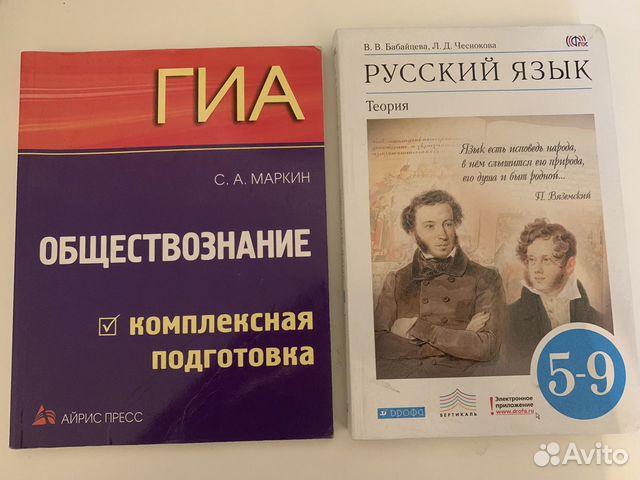 ГИА
С. А. МАРКИН
ОБЩЕСТВОЗНАНИЕ
комплексная
подготовка
АЙРИС ПРЕСС
В. В. Бабайцева, Л. Д. Чеснокова
РУССКИЙ ЯЗЫК
Теория
Язык есть исповедь народа,
в нём слышится его природа,
его душа и быт родной...
П. Вяземский
5-9
дрофа
ВЕРТИКАЛЬ
Электронное
приложение
www.drofa.ru
Avito